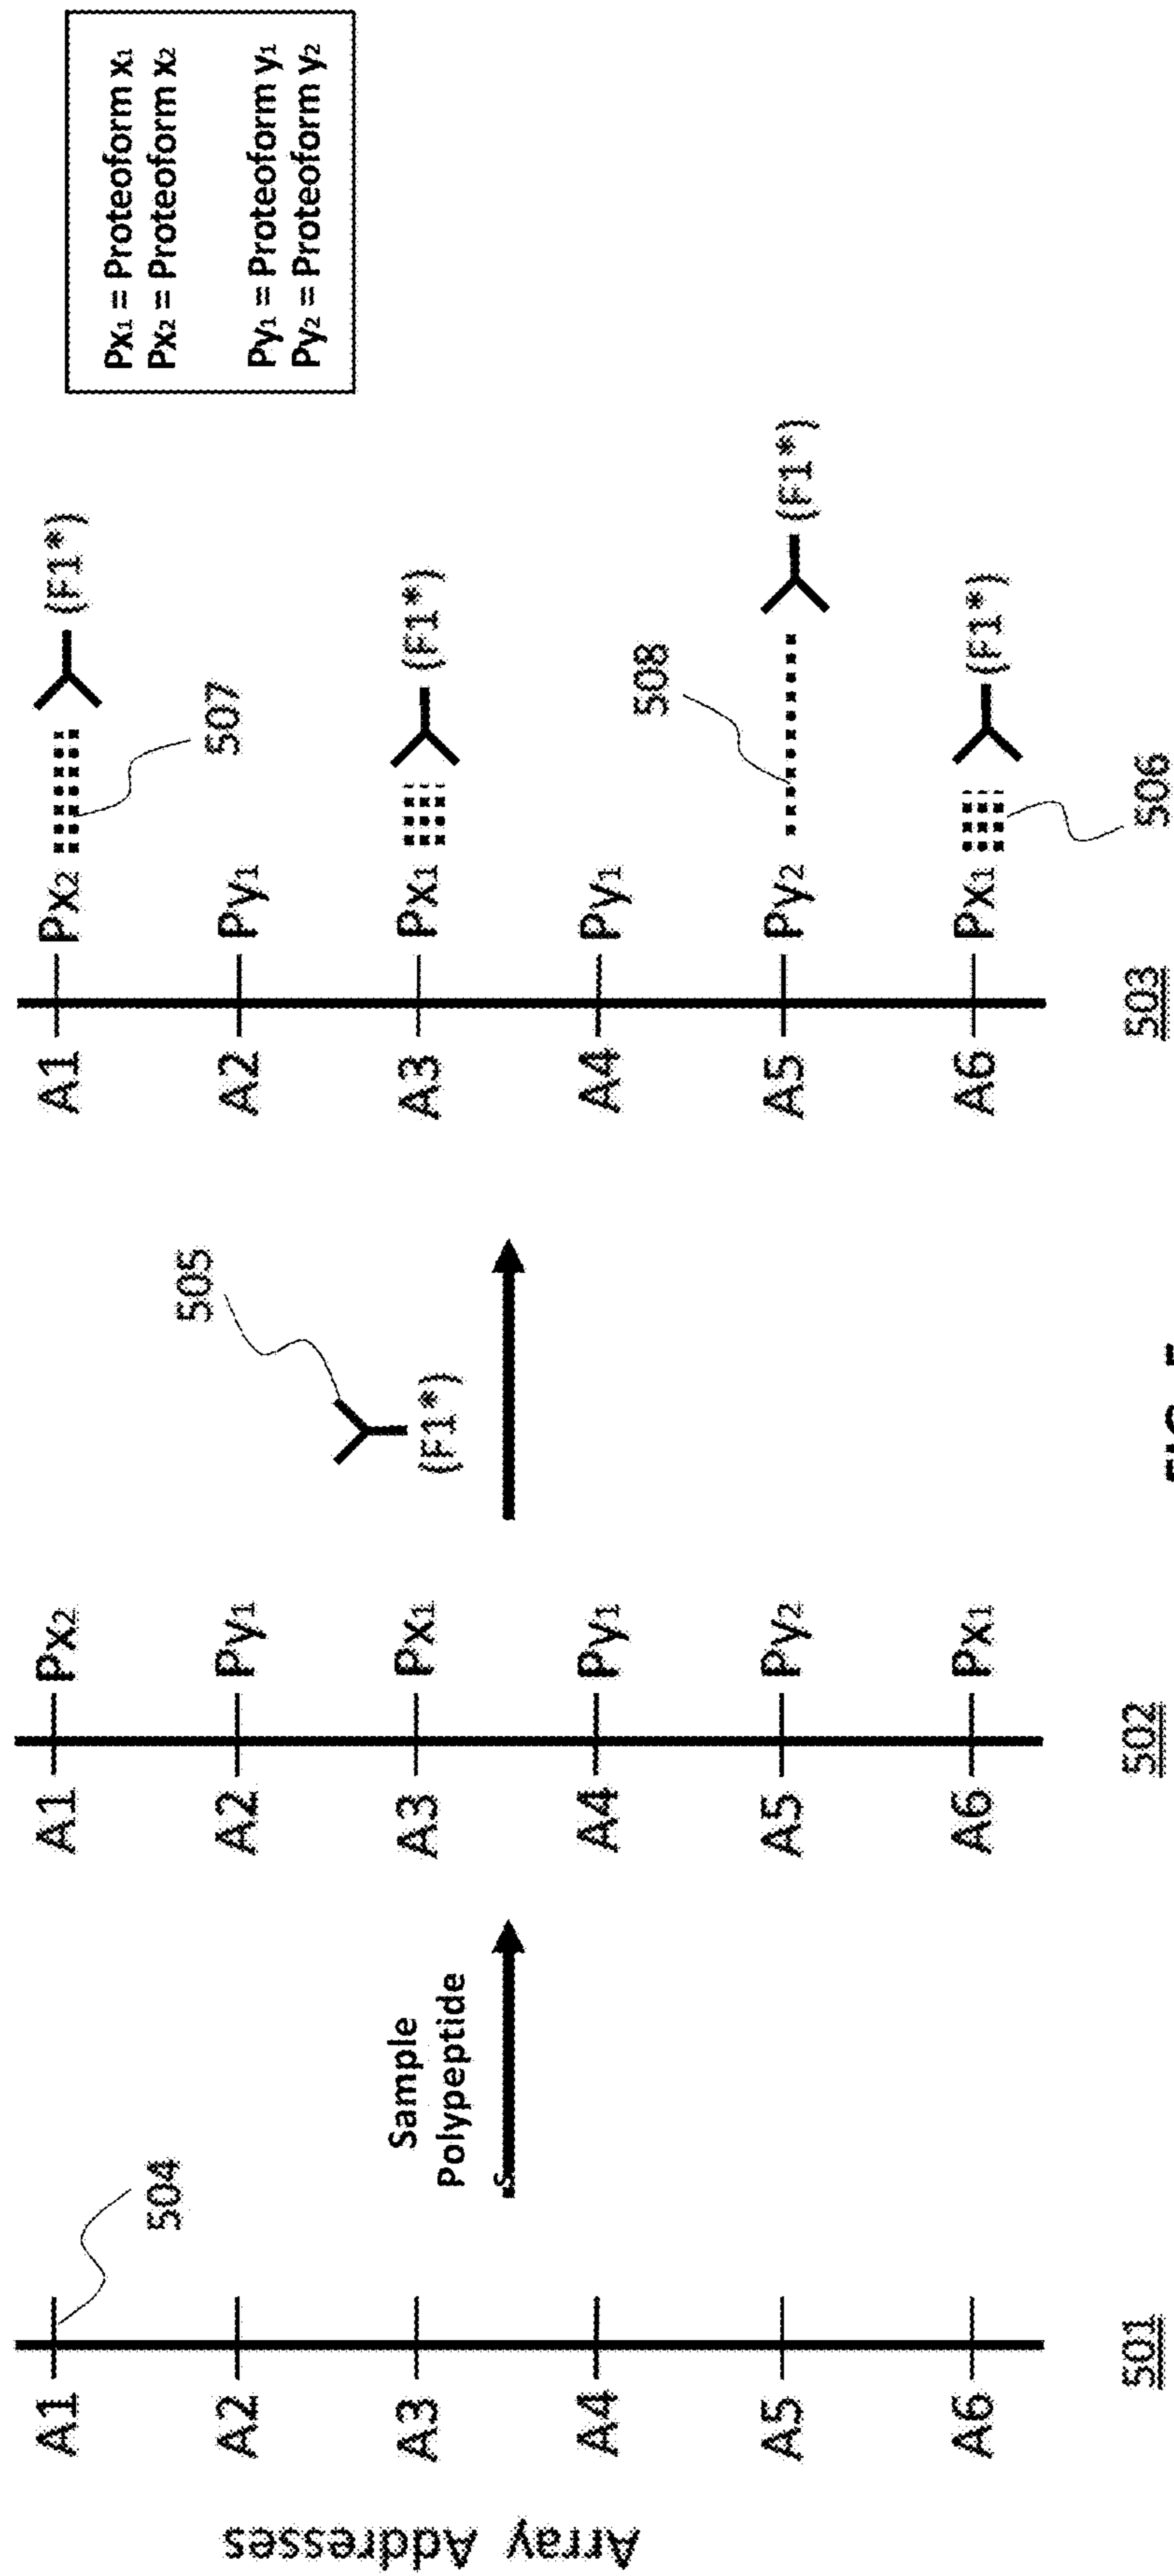 Array Addresses
A1
A2
A3
A4
A5
A6
504
501
Sample
Polypeptide
s
A1 Px₂
A2 Py₁
A3 Px₁
A4 Py₁
A5 Py₂
A6 Px₁
502
505
(F1*)
A1 Px₂ (F1*)
507
A2 Py₁
A3 Px₁ (F1*)
A4 Py₁
508
A5 Py₂ (F1*)
A6 Px₁ (F1*)
506
503
Px₁ = Proteoform x₁
Px₂ = Proteoform x₂
Py₁ = Proteoform y₁
Py₂ = Proteoform y₂